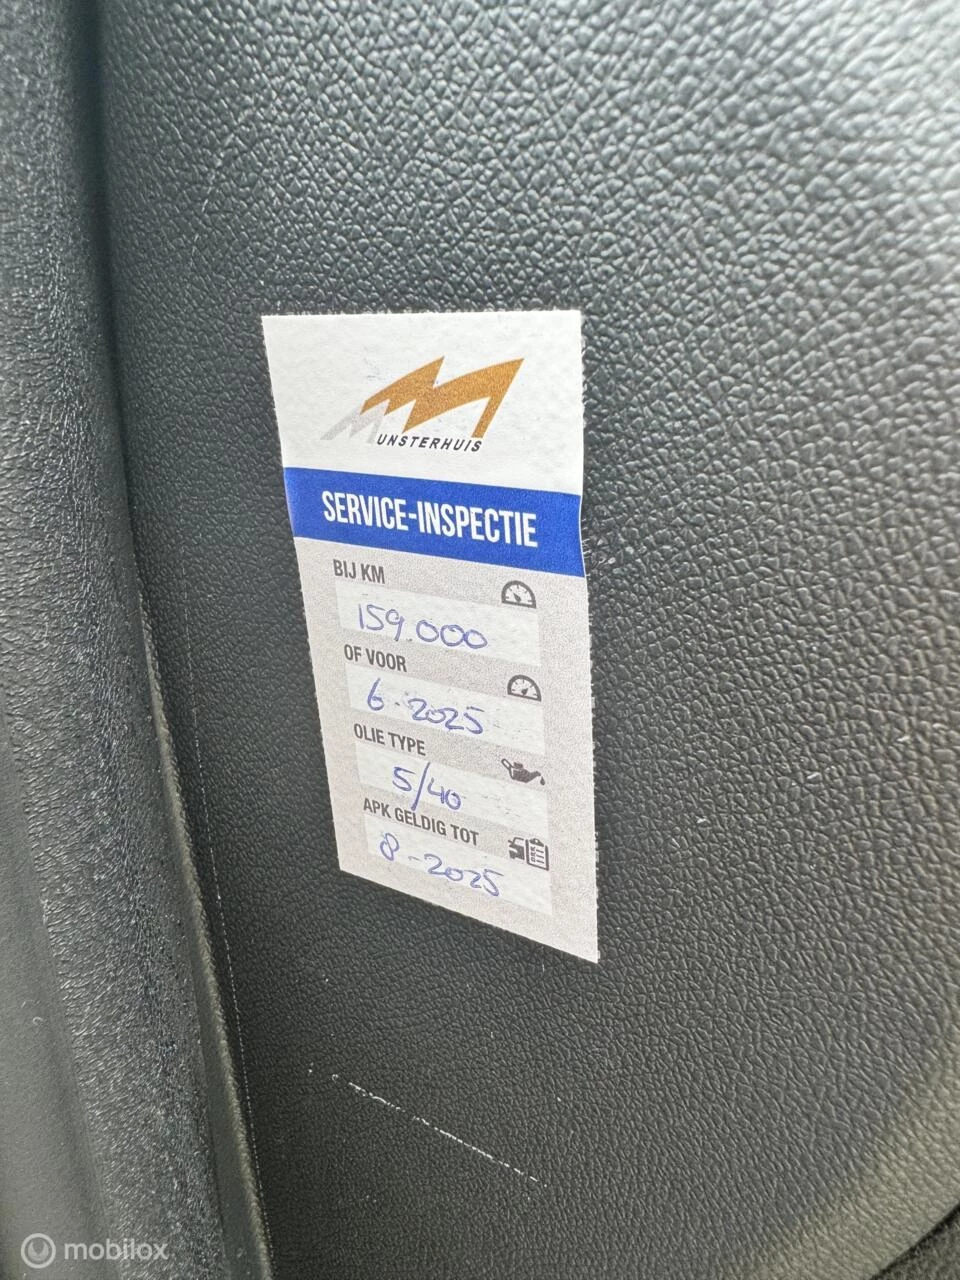 MUNSTERHUIS
SERVICE-INSPECTIE
BIJ KM
159.000
OF VOOR
6-2025
OLIE TYPE
5/40
APK GELDIG TOT
8-2025
mobilox